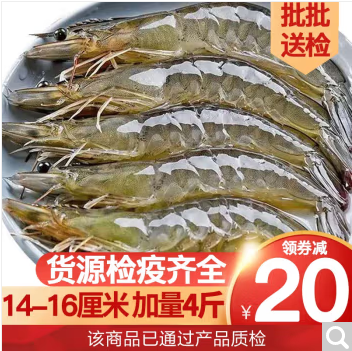 批批
送检
货源检疫齐全
14-16厘米 加量4斤
领券减
¥20
该商品已通过产品质检